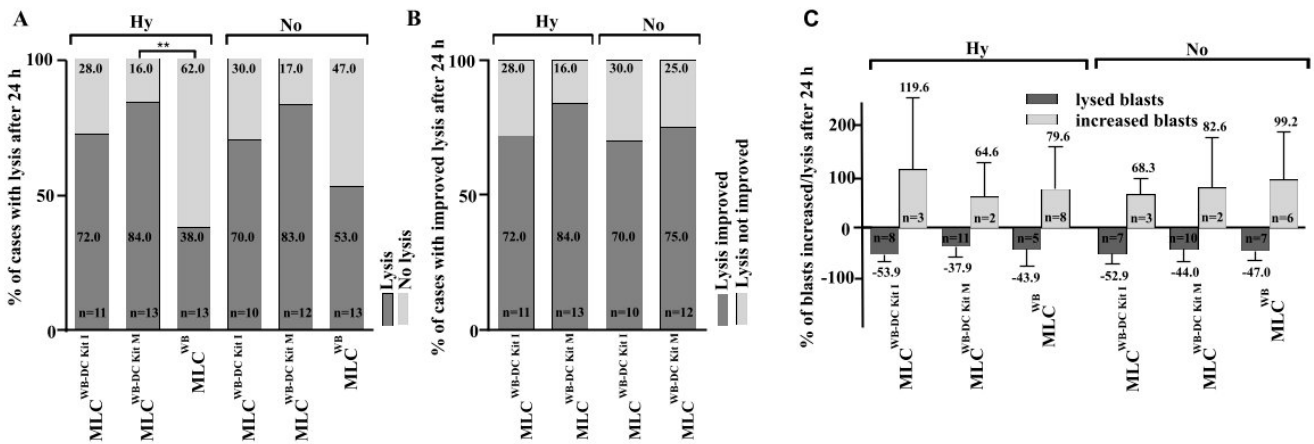 A
Hy
No
**
% of cases with lysis after 24 h
100
50
0
28.0
16.0
62.0
30.0
17.0
47.0
72.0
84.0
38.0
70.0
83.0
53.0
n=11
n=13
n=13
n=10
n=12
n=13
MLC WB-DC Kit I
MLC WB-DC Kit M
MLC WB
MLC WB-DC Kit I
MLC WB-DC Kit M
MLC WB
Lysis
No lysis
B
Hy
No
% of cases with improved lysis after 24 h
100
50
0
28.0
16.0
30.0
25.0
72.0
84.0
70.0
75.0
n=11
n=13
n=10
n=12
MLC WB-DC Kit I
MLC WB-DC Kit M
MLC WB-DC Kit I
MLC WB-DC Kit M
Lysis improved
Lysis not improved
C
Hy
No
% of blasts increased/lysis after 24 h
200
100
0
-100
lysed blasts
increased blasts
119.6
64.6
79.6
68.3
82.6
99.2
n=3
n=2
n=8
n=3
n=2
n=6
n=8
n=11
n=5
n=7
n=10
n=7
-53.9
-37.9
-43.9
-52.9
-44.0
-47.0
MLC WB-DC Kit I
MLC WB-DC Kit M
MLC WB
MLC WB-DC Kit I
MLC WB-DC Kit M
MLC WB